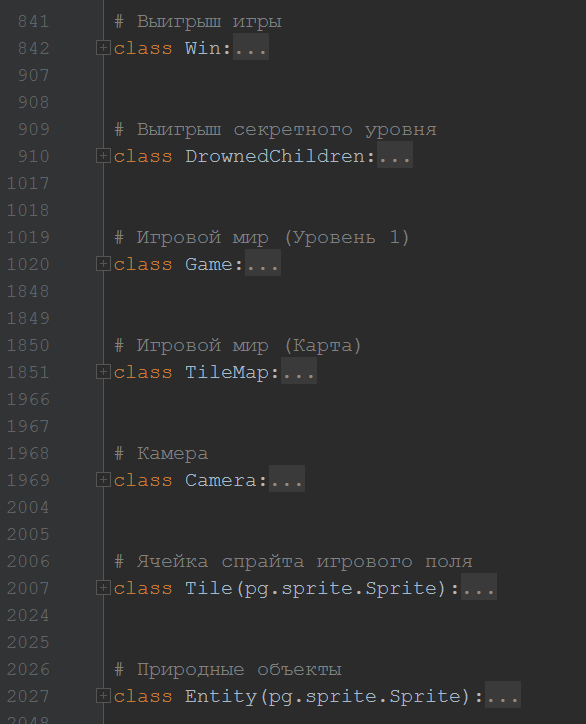 841 # Выигрыш игры
842 class Win:...
907
908
909 # Выигрыш секретного уровня
910 class DrownedChildren:...
1017
1018
1019 # Игровой мир (Уровень 1)
1020 class Game:...
1848
1849
1850 # Игровой мир (Карта)
1851 class TileMap:...
1966
1967
1968 # Камера
1969 class Camera:...
2004
2005
2006 # Ячейка спрайта игрового поля
2007 class Tile(pg.sprite.Sprite):...
2024
2025
2026 # Природные объекты
2027 class Entity(pg.sprite.Sprite):...
2048